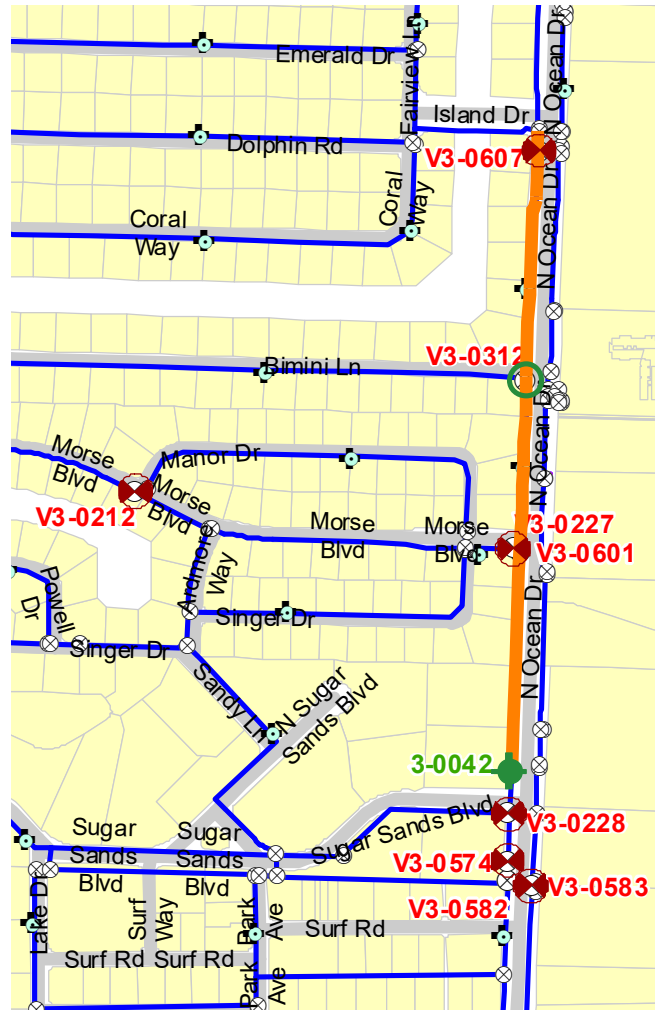 Emerald Dr
Fairview Ln
N Ocean Dr
Island Dr
Dolphin Rd
V3-0607
Coral
Way
Coral
Way
N Ocean Dr
V3-0312
Bimini Ln
N Ocean Dr
Morse
Blvd
Manor Dr
V3-0212
Morse
Blvd
Morse
Blvd
Morse
Blvd
V3-0227
V3-0601
Ardmore
Way
Powell
Dr
Singer Dr
Singer Dr
N Ocean Dr
Sandy Ln
N Sugar
Sands Blvd
3-0042
V3-0228
Sugar
Sands
Blvd
Sugar
Sands
Blvd
Sugar Sands Blvd
V3-0574
V3-0583
V3-0582
Lake Dr
Surf
Way
Park
Ave
Surf Rd
Surf Rd
Surf Rd
Park
Ave